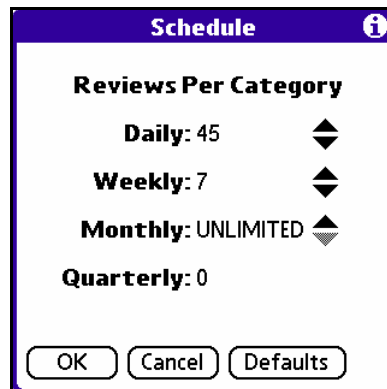 Schedule
Reviews Per Category
Daily: 45
Weekly: 7
Monthly: UNLIMITED
Quarterly: 0
OK Cancel Defaults